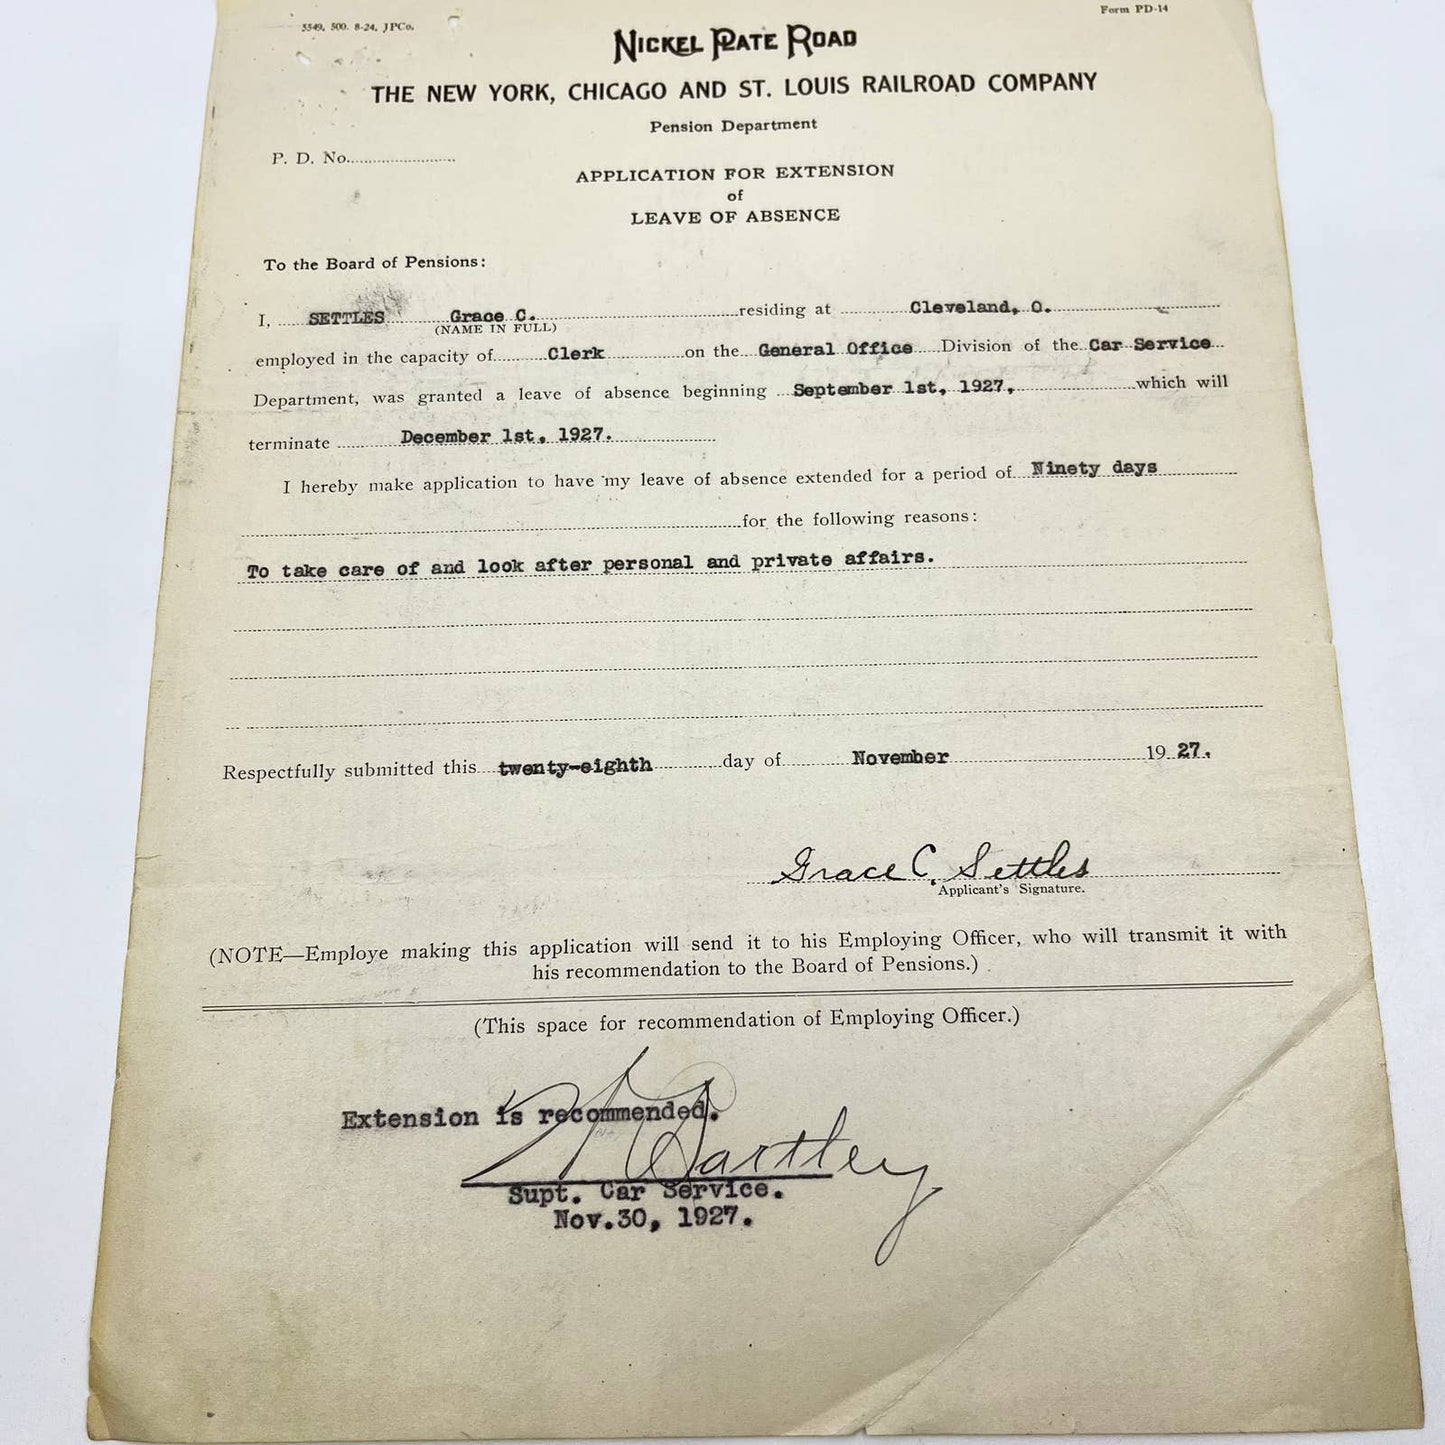 5549, 500. 8-24, JPCo.
Form PD-14
NICKEL PLATE ROAD
THE NEW YORK, CHICAGO AND ST. LOUIS RAILROAD COMPANY
Pension Department
P. D. No.
APPLICATION FOR EXTENSION
of
LEAVE OF ABSENCE
To the Board of Pensions:
I, SETTLES Grace C. residing at Cleveland, O.
(NAME IN FULL)
employed in the capacity of Clerk on the General Office Division of the Car Service
Department, was granted a leave of absence beginning September 1st, 1927, which will
terminate December 1st, 1927.
I hereby make application to have my leave of absence extended for a period of Ninety days
for the following reasons:
To take care of and look after personal and private affairs.
Respectfully submitted this twenty-eighth day of November 1927.
Grace C. Settles
Applicant's Signature.
(NOTE—Employe making this application will send it to his Employing Officer, who will transmit it with
his recommendation to the Board of Pensions.)
(This space for recommendation of Employing Officer.)
Extension is recommended.
Bartley
Supt. Car Service.
Nov.30, 1927.